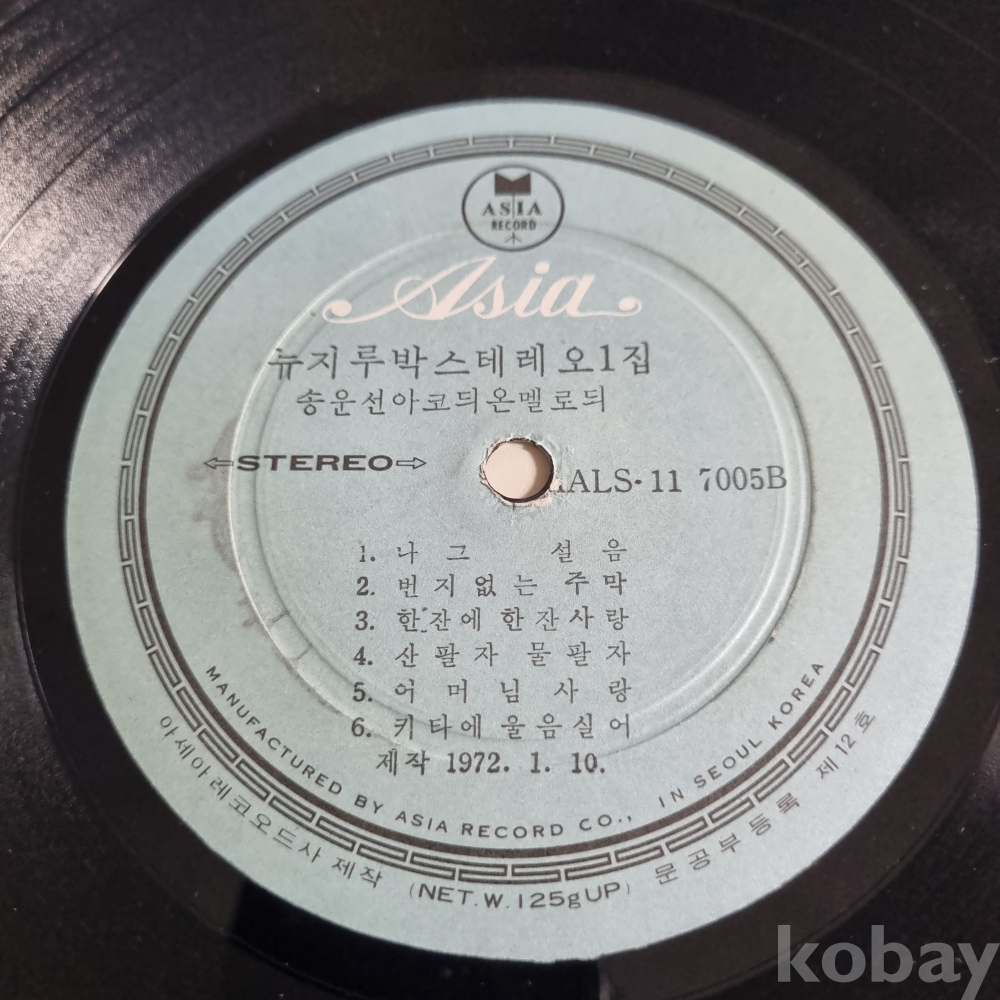 ASIA
RECORD
Asia
뉴지루박스테레오1집
송운선아코듸온멜로듸
STEREO
ALS·11 7005B
1. 나그 설음
2. 번지없는 주막
3. 한잔에 한잔사랑
4. 산팔자 물팔자
5. 어머님사랑
6. 키타에 울음실어
제작 1972. 1. 10.
MANUFACTURED BY ASIA RECORD CO., IN SEOUL KOREA
아세아레코오드사 제작 (NET.W.125gUP) 문공부등록 제12호
kobay